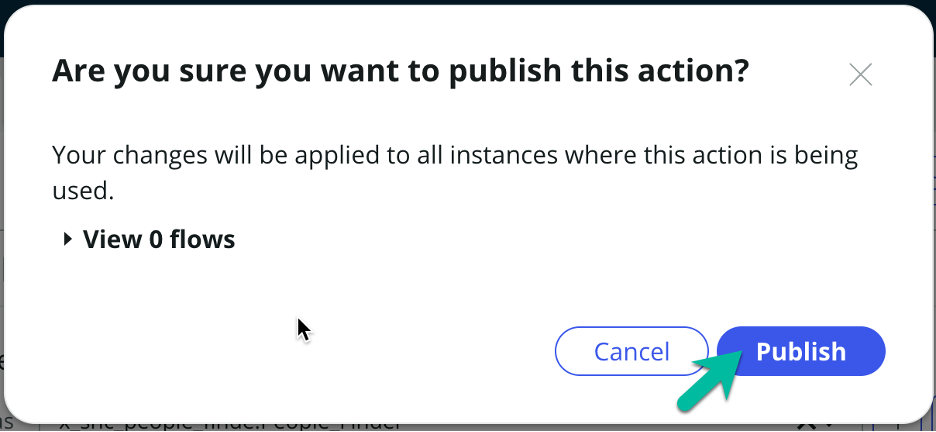 Are you sure you want to publish this action?
Your changes will be applied to all instances where this action is being
used.
View 0 flows
Cancel
Publish